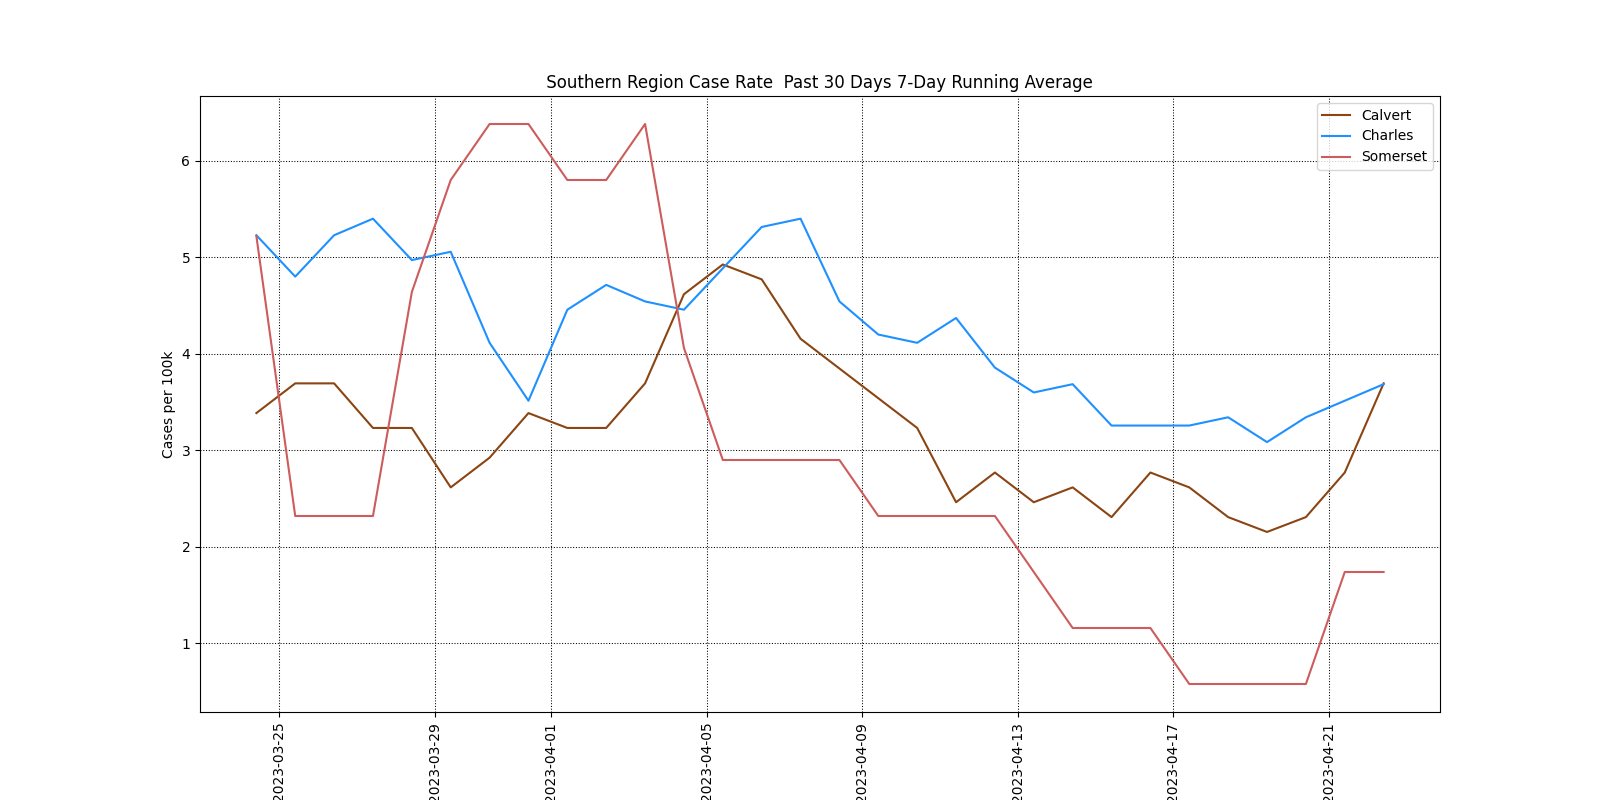 Southern Region Case Rate  Past 30 Days 7-Day Running Average
Calvert
Charles
Somerset
Cases per 100k
6
5
4
3
2
1
2023-03-25
2023-03-29
2023-04-01
2023-04-05
2023-04-09
2023-04-13
2023-04-17
2023-04-21